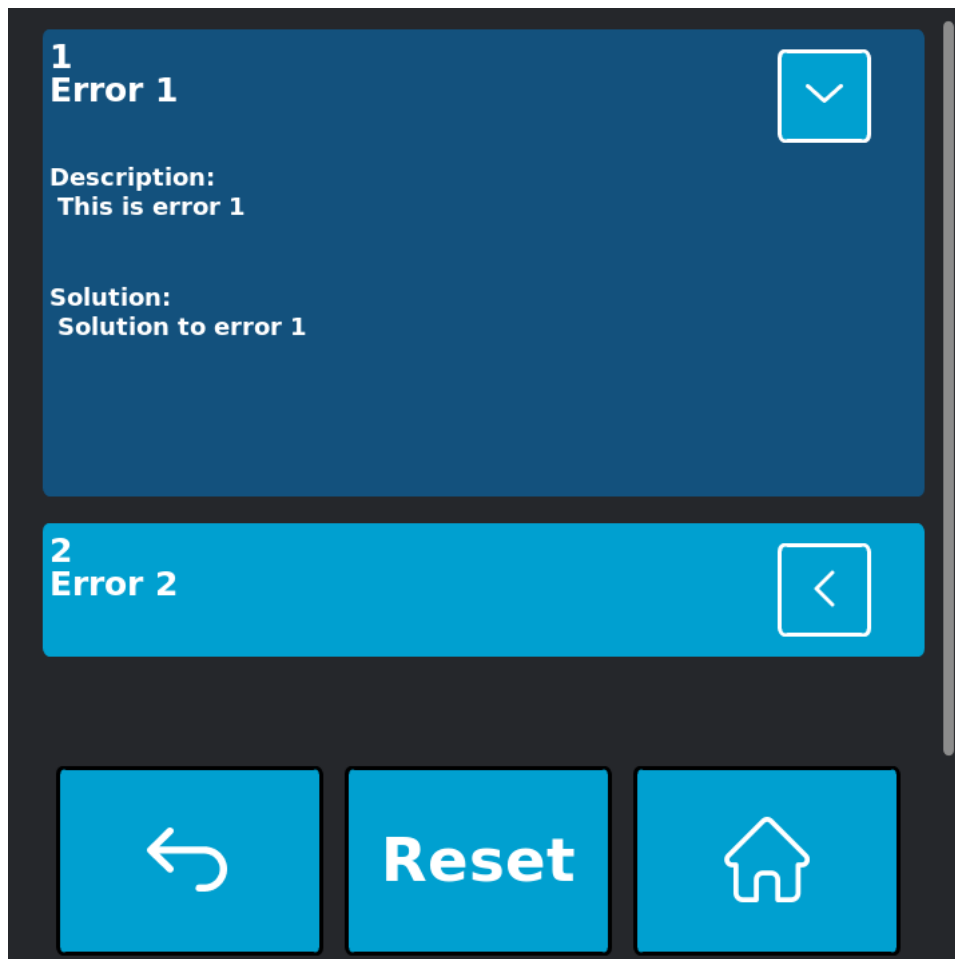 1
Error 1
Description:
This is error 1
Solution:
Solution to error 1
2
Error 2
Reset